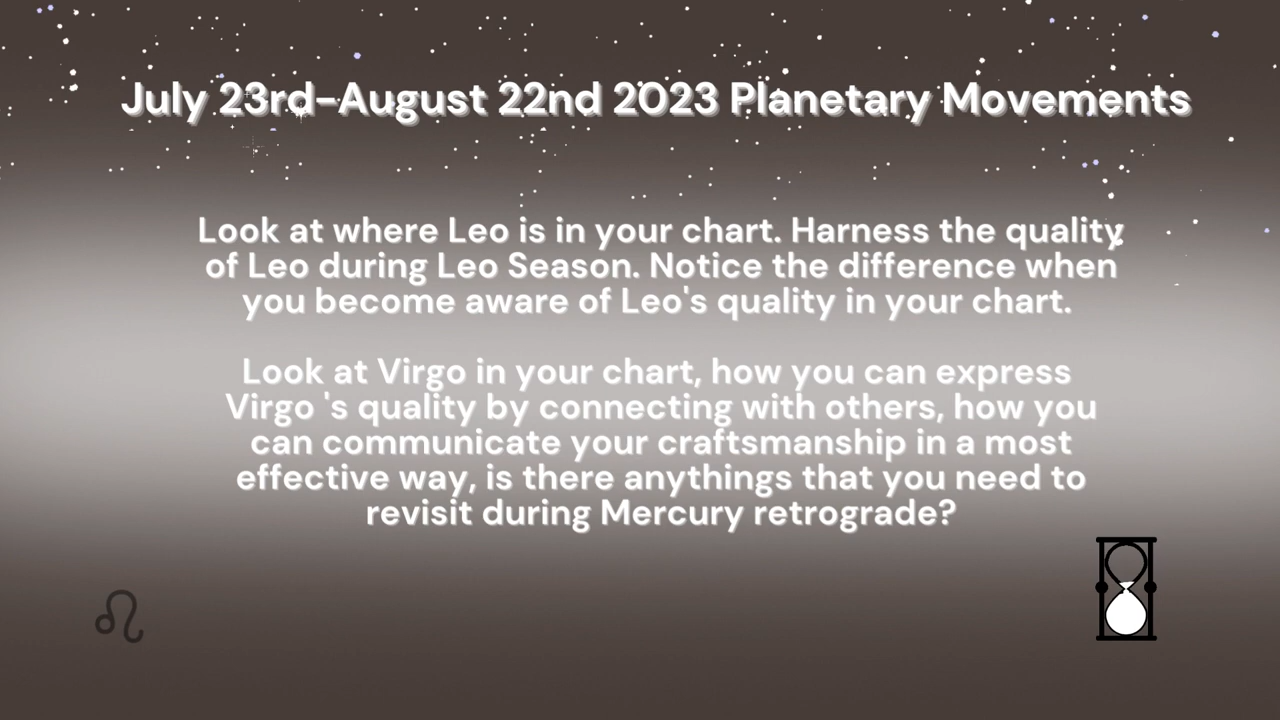 July 23rd-August 22nd 2023 Planetary Movements
Look at where Leo is in your chart. Harness the quality
of Leo during Leo Season. Notice the difference when
you become aware of Leo's quality in your chart.
Look at Virgo in your chart, how you can express
Virgo 's quality by connecting with others, how you
can communicate your craftsmanship in a most
effective way, is there anythings that you need to
revisit during Mercury retrograde?